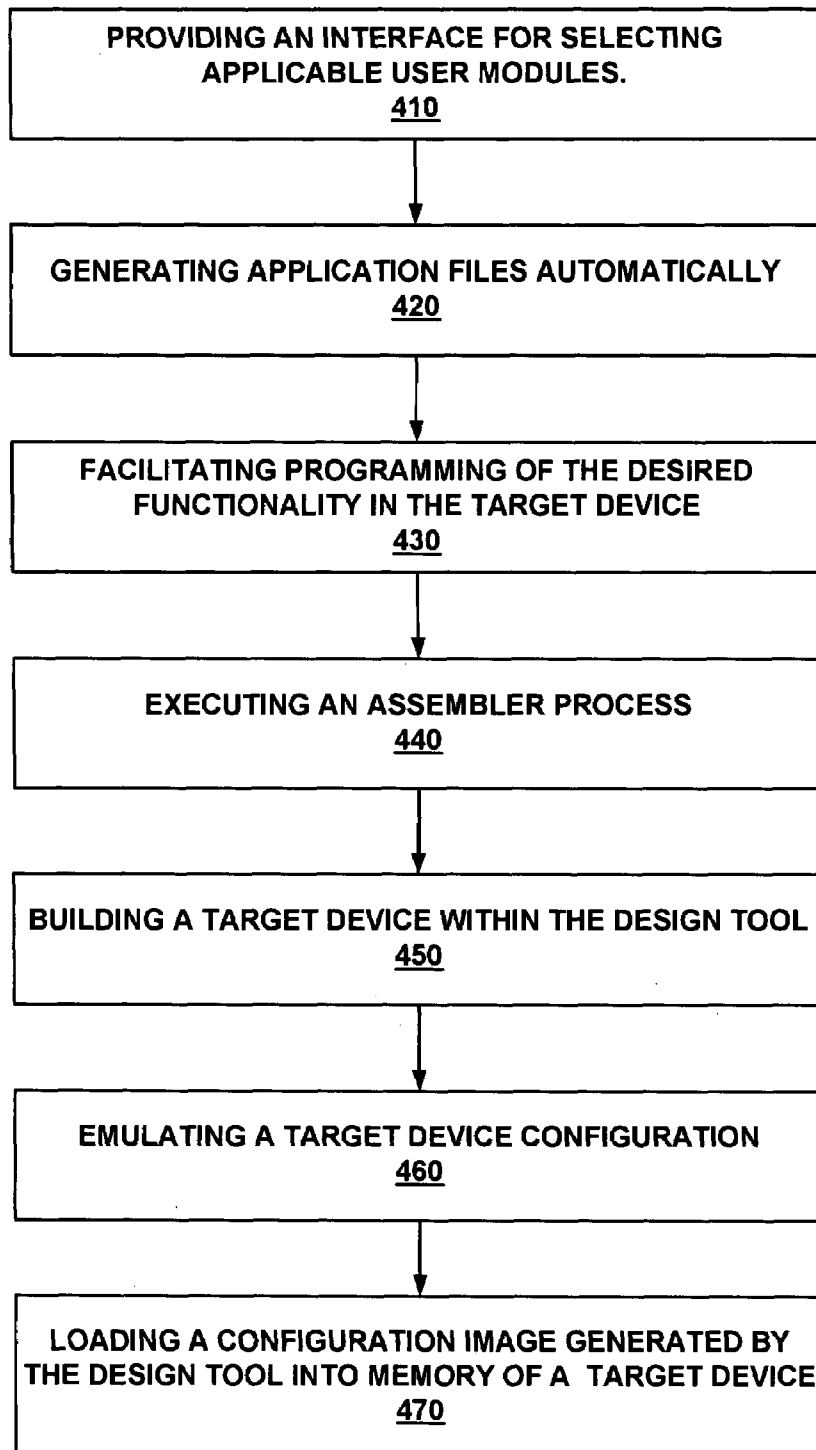 PROVIDING AN INTERFACE FOR SELECTING
APPLICABLE USER MODULES.
410
GENERATING APPLICATION FILES AUTOMATICALLY
420
FACILITATING PROGRAMMING OF THE DESIRED
FUNCTIONALITY IN THE TARGET DEVICE
430
EXECUTING AN ASSEMBLER PROCESS
440
BUILDING A TARGET DEVICE WITHIN THE DESIGN TOOL
450
EMULATING A TARGET DEVICE CONFIGURATION
460
LOADING A CONFIGURATION IMAGE GENERATED BY
THE DESIGN TOOL INTO MEMORY OF A TARGET DEVICE
470